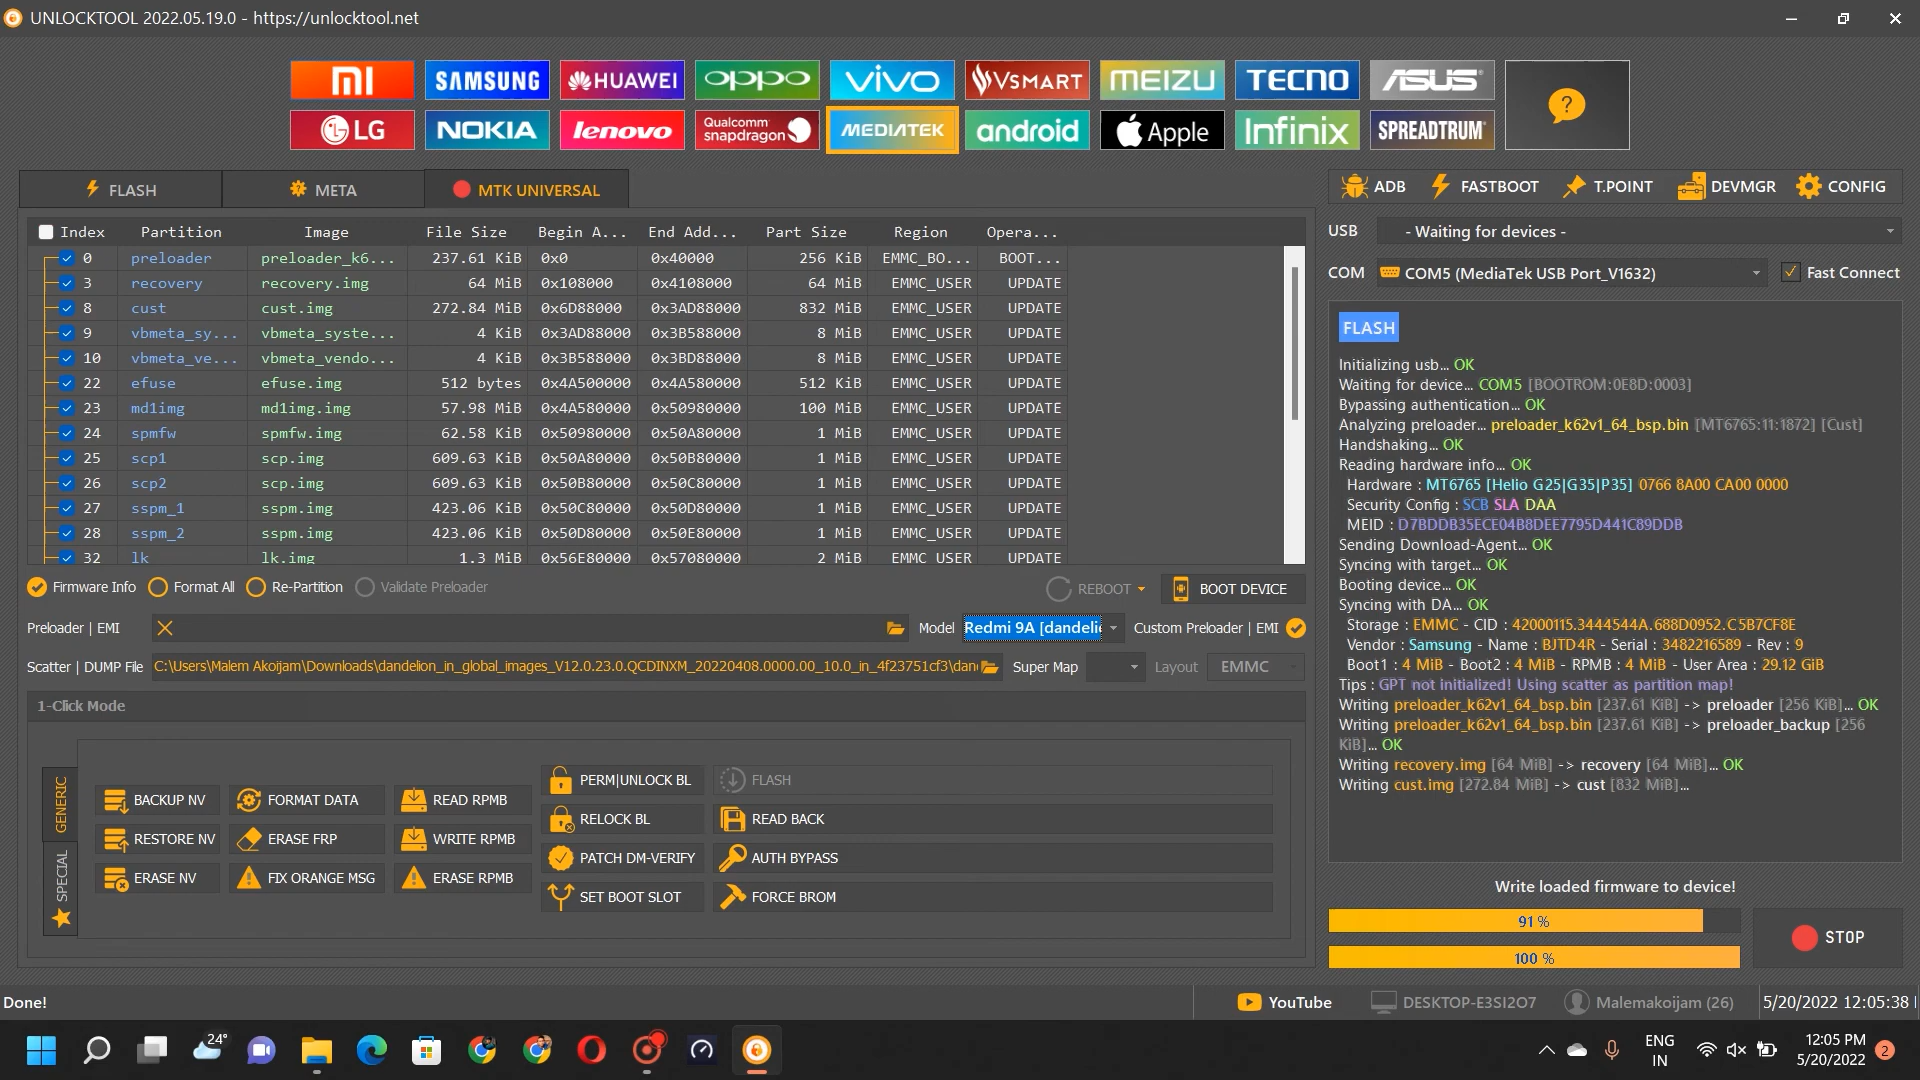 UNLOCKTOOL 2022.05.19.0 - https://unlocktool.net
mi SAMSUNG HUAWEI oppo vivo VSMART MEIZU TECNO ASUS ?
LG NOKIA lenovo Qualcomm snapdragon MEDIATEK android Apple Infinix SPREADTRUM
FLASH META MTK UNIVERSAL
ADB FASTBOOT T.POINT DEVMGR CONFIG
Index Partition Image File Size Begin A... End Add... Part Size Region Opera...
0 preloader preloader_k6... 237.61 KiB 0x0 0x40000 256 KiB EMMC_BO... BOOT...
3 recovery recovery.img 64 MiB 0x108000 0x4108000 64 MiB EMMC_USER UPDATE
8 cust cust.img 272.84 MiB 0x6D88000 0x3AD88000 832 MiB EMMC_USER UPDATE
9 vbmeta_sy... vbmeta_syste... 4 KiB 0x3AD88000 0x3B588000 8 MiB EMMC_USER UPDATE
10 vbmeta_ve... vbmeta_vendo... 4 KiB 0x3B588000 0x3BD88000 8 MiB EMMC_USER UPDATE
22 efuse efuse.img 512 bytes 0x4A500000 0x4A580000 512 KiB EMMC_USER UPDATE
23 md1img md1img.img 57.98 MiB 0x4A580000 0x50980000 100 MiB EMMC_USER UPDATE
24 spmfw spmfw.img 62.58 KiB 0x50980000 0x50A80000 1 MiB EMMC_USER UPDATE
25 scp1 scp.img 609.63 KiB 0x50A80000 0x50B80000 1 MiB EMMC_USER UPDATE
26 scp2 scp.img 609.63 KiB 0x50B80000 0x50C80000 1 MiB EMMC_USER UPDATE
27 sspm_1 sspm.img 423.06 KiB 0x50C80000 0x50D80000 1 MiB EMMC_USER UPDATE
28 sspm_2 sspm.img 423.06 KiB 0x50D80000 0x50E80000 1 MiB EMMC_USER UPDATE
32 lk lk.img 1.3 MiB 0x56E80000 0x57080000 2 MiB EMMC_USER UPDATE
Firmware Info Format All Re-Partition Validate Preloader REBOOT BOOT DEVICE
Preloader | EMI Model Redmi 9A [dandelic Custom Preloader | EMI
Scatter | DUMP File C:\Users\Malem Akoijam\Downloads\dandelion_in_global_images_V12.0.23.0.QCDINXM_20220408.0000.00_10.0_in_4f23751cf3\dan Super Map Layout EMMC
1-Click Mode
GENERIC
SPECIAL
BACKUP NV FORMAT DATA READ RPMB
RESTORE NV ERASE FRP WRITE RPMB
ERASE NV FIX ORANGE MSG ERASE RPMB
PERM|UNLOCK BL FLASH
RELOCK BL READ BACK
PATCH DM-VERIFY AUTH BYPASS
SET BOOT SLOT FORCE BROM
USB - Waiting for devices -
COM COM5 (MediaTek USB Port_V1632) Fast Connect
FLASH
Initializing usb... OK
Waiting for device... COM5 [BOOTROM:0E8D:0003]
Bypassing authentication... OK
Analyzing preloader... preloader_k62v1_64_bsp.bin [MT6765:11:1872] [Cust]
Handshaking... OK
Reading hardware info... OK
Hardware : MT6765 [Helio G25|G35|P35] 0766 8A00 CA00 0000
Security Config : SCB SLA DAA
MEID : D7BDDB35ECE04B8DEE7795D441C89DDB
Sending Download-Agent... OK
Syncing with target... OK
Booting device... OK
Syncing with DA... OK
Storage : EMMC - CID : 42000115.3444544A.688D0952.C5B7CF8E
Vendor : Samsung - Name : BJTD4R - Serial : 3482216589 - Rev : 9
Boot1 : 4 MiB - Boot2 : 4 MiB - RPMB : 4 MiB - User Area : 29.12 GiB
Tips : GPT not initialized! Using scatter as partition map!
Writing preloader_k62v1_64_bsp.bin [237.61 KiB] -> preloader [256 KiB]... OK
Writing preloader_k62v1_64_bsp.bin [237.61 KiB] -> preloader_backup [256
KiB]... OK
Writing recovery.img [64 MiB] -> recovery [64 MiB]... OK
Writing cust.img [272.84 MiB] -> cust [832 MiB]...
Write loaded firmware to device!
91 %
100 %
STOP
Done! YouTube DESKTOP-E3SI2O7 Malemakoijam (26) 5/20/2022 12:05:38
24° ENG
IN
12:05 PM
5/20/2022
2